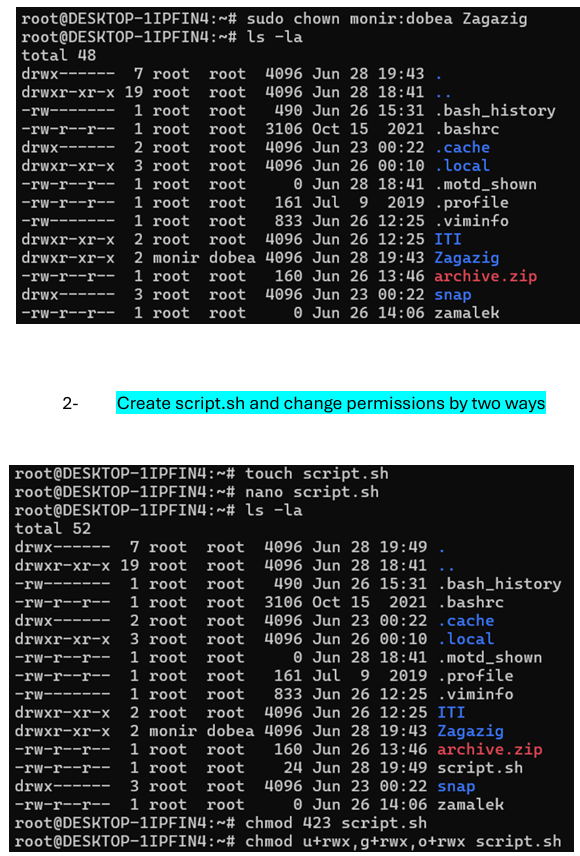 root@DESKTOP-1IPFIN4:~# sudo chown monir:dobea Zagazig
root@DESKTOP-1IPFIN4:~# ls -la
total 48
drwx------  7 root  root  4096 Jun 28 19:43 .
drwxr-xr-x 19 root  root  4096 Jun 28 18:41 ..
-rw-------  1 root  root   490 Jun 26 15:31 .bash_history
-rw-r--r--  1 root  root  3106 Oct 15  2021 .bashrc
drwx------  2 root  root  4096 Jun 23 00:22 .cache
drwxr-xr-x  3 root  root  4096 Jun 26 00:10 .local
-rw-r--r--  1 root  root     0 Jun 28 18:41 .motd_shown
-rw-r--r--  1 root  root   161 Jul  9  2019 .profile
-rw-------  1 root  root   833 Jun 26 12:25 .viminfo
drwxr-xr-x  2 root  root  4096 Jun 26 12:25 ITI
drwxr-xr-x  2 monir dobea 4096 Jun 28 19:43 Zagazig
-rw-r--r--  1 root  root   160 Jun 26 13:46 archive.zip
drwx------  3 root  root  4096 Jun 23 00:22 snap
-rw-r--r--  1 root  root     0 Jun 26 14:06 zamalek
2- Create script.sh and change permissions by two ways
root@DESKTOP-1IPFIN4:~# touch script.sh
root@DESKTOP-1IPFIN4:~# nano script.sh
root@DESKTOP-1IPFIN4:~# ls -la
total 52
drwx------  7 root  root  4096 Jun 28 19:49 .
drwxr-xr-x 19 root  root  4096 Jun 28 18:41 ..
-rw-------  1 root  root   490 Jun 26 15:31 .bash_history
-rw-r--r--  1 root  root  3106 Oct 15  2021 .bashrc
drwx------  2 root  root  4096 Jun 23 00:22 .cache
drwxr-xr-x  3 root  root  4096 Jun 26 00:10 .local
-rw-r--r--  1 root  root     0 Jun 28 18:41 .motd_shown
-rw-r--r--  1 root  root   161 Jul  9  2019 .profile
-rw-------  1 root  root   833 Jun 26 12:25 .viminfo
drwxr-xr-x  2 root  root  4096 Jun 26 12:25 ITI
drwxr-xr-x  2 monir dobea 4096 Jun 28 19:43 Zagazig
-rw-r--r--  1 root  root   160 Jun 26 13:46 archive.zip
-rw-r--r--  1 root  root    24 Jun 28 19:49 script.sh
drwx------  3 root  root  4096 Jun 23 00:22 snap
-rw-r--r--  1 root  root     0 Jun 26 14:06 zamalek
root@DESKTOP-1IPFIN4:~# chmod 423 script.sh
root@DESKTOP-1IPFIN4:~# chmod u+rwx,g+rwx,o+rwx script.sh